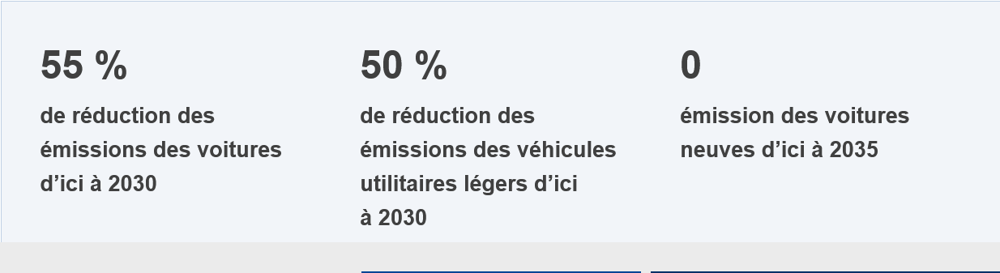 55 %
de réduction des
émissions des voitures
d’ici à 2030
50 %
de réduction des
émissions des véhicules
utilitaires légers d’ici
à 2030
0
émission des voitures
neuves d’ici à 2035